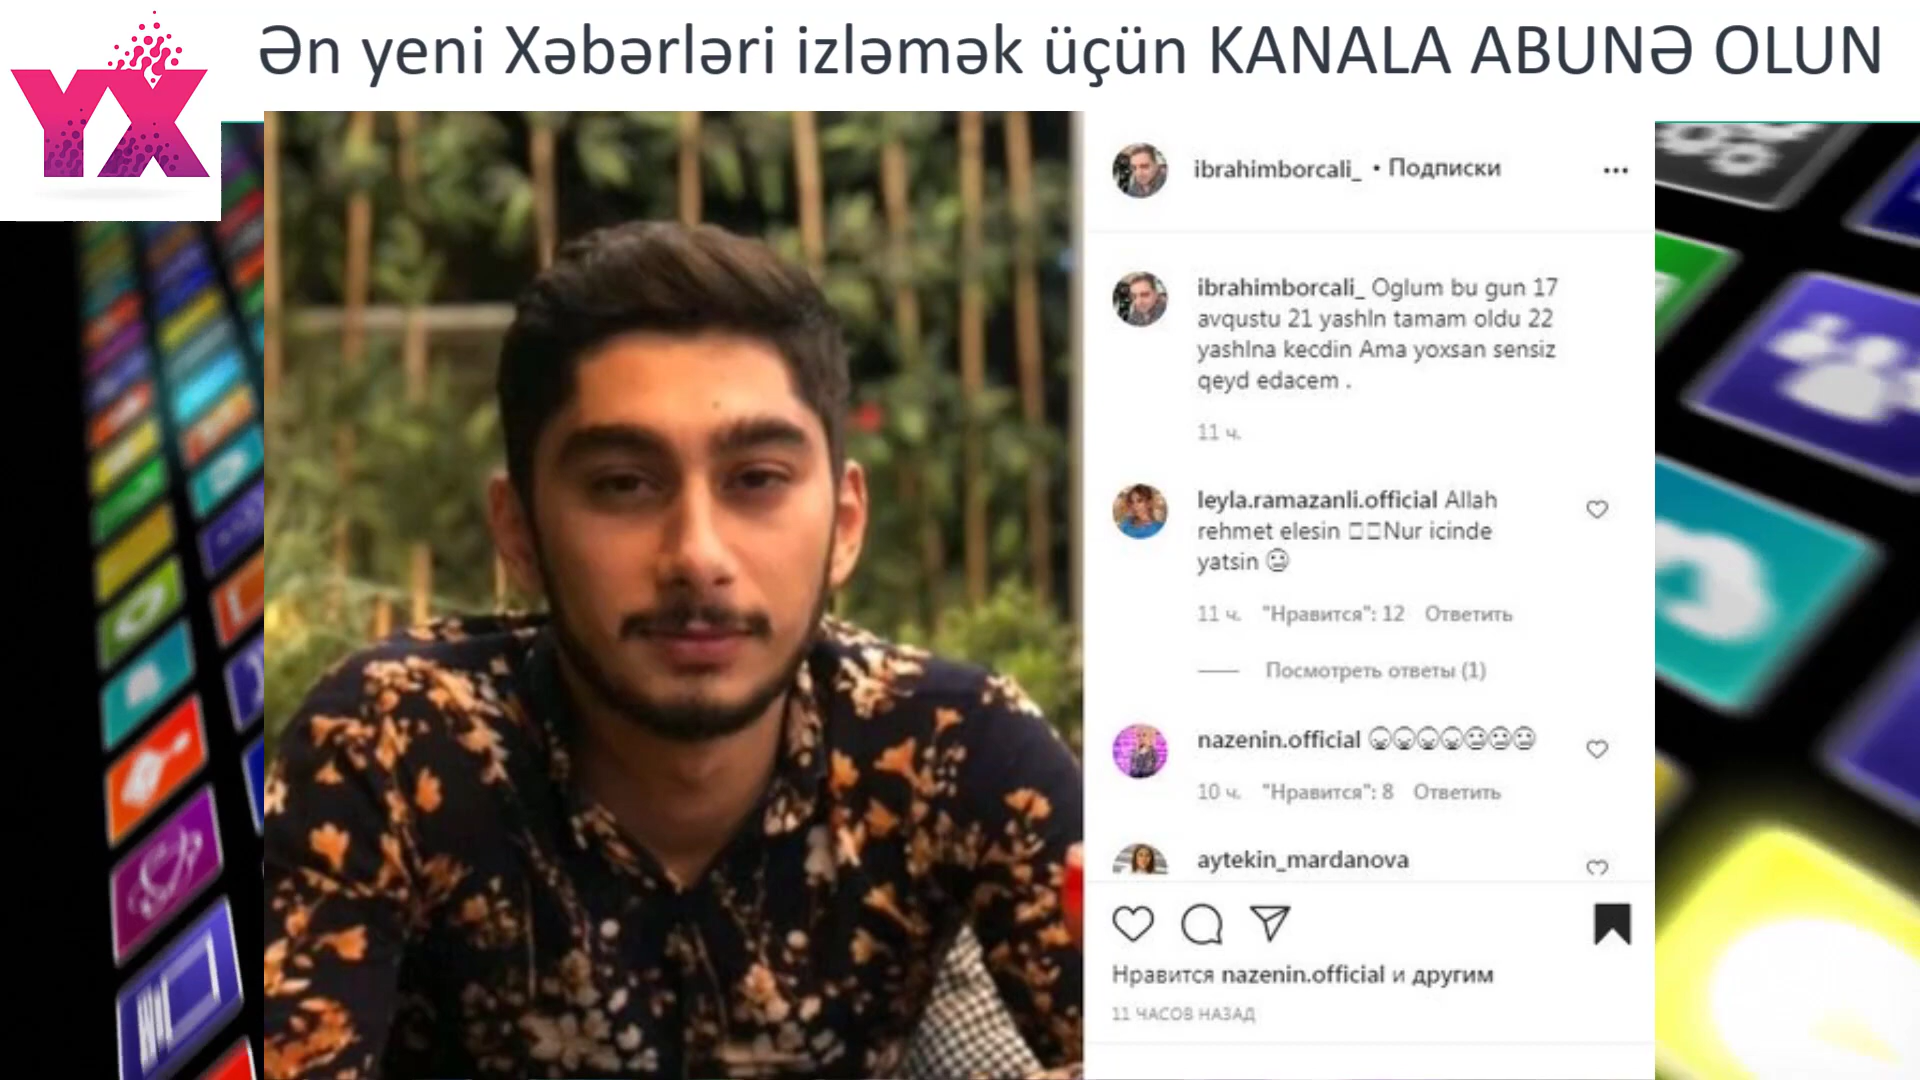 YX
Ən yeni Xəbərləri izləmək üçün KANALA ABUNƏ OLUN
ibrahimborcali_ • Подписки
ibrahimborcali_ Oglum bu gun 17
avqustu 21 yashln tamam oldu 22
yashlna kecdin Ama yoxsan sensiz
qeyd edacem .
11 ч.
leyla.ramazanli.official Allah
rehmet elesin Nur icinde
yatsin
11 ч. "Нравится": 12 Ответить
Посмотреть ответы (1)
nazenin.official
10 ч. "Нравится": 8 Ответить
aytekin_mardanova
Нравится nazenin.official и другим
11 ЧАСОВ НАЗАД